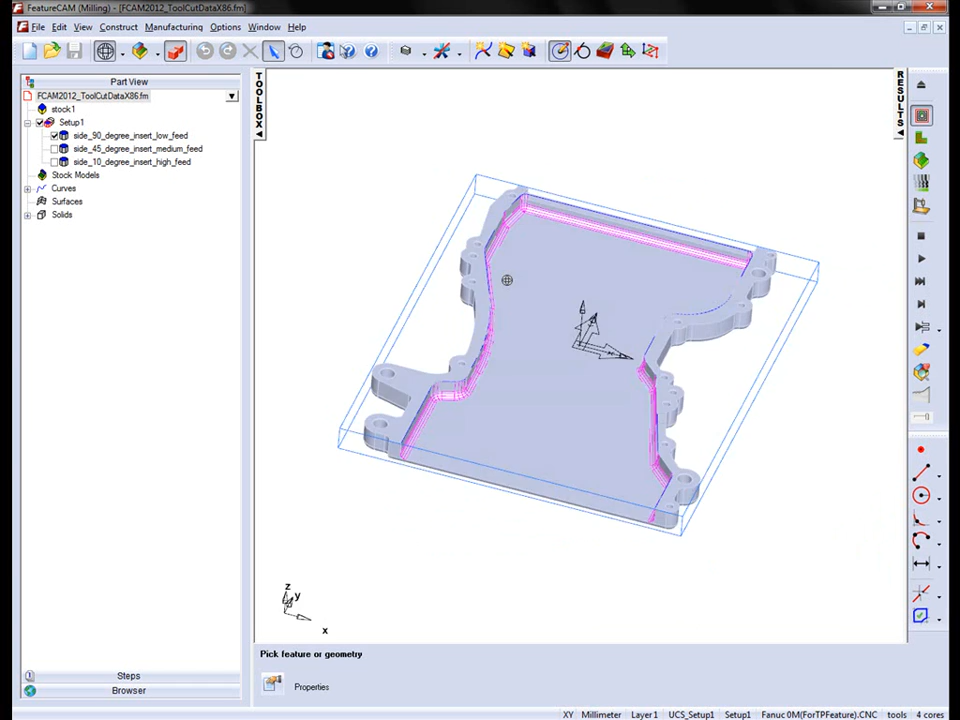 FeatureCAM (Milling) - [FCAM2012_ToolCutDataX86.fm]
File Edit View Construct Manufacturing Options Window Help
Part View
FCAM2012_ToolCutDataX86.fm
stock1
Setup1
side_90_degree_insert_low_feed
side_45_degree_insert_medium_feed
side_10_degree_insert_high_feed
Stock Models
Curves
Surfaces
Solids
Steps
Browser
TOOLBOX
RESULTS
z
y
x
Pick feature or geometry
Properties
XY Millimeter Layer1 UCS_Setup1 Setup1 Fanuc 0M(ForTPFeature).CNC tools 4 cores